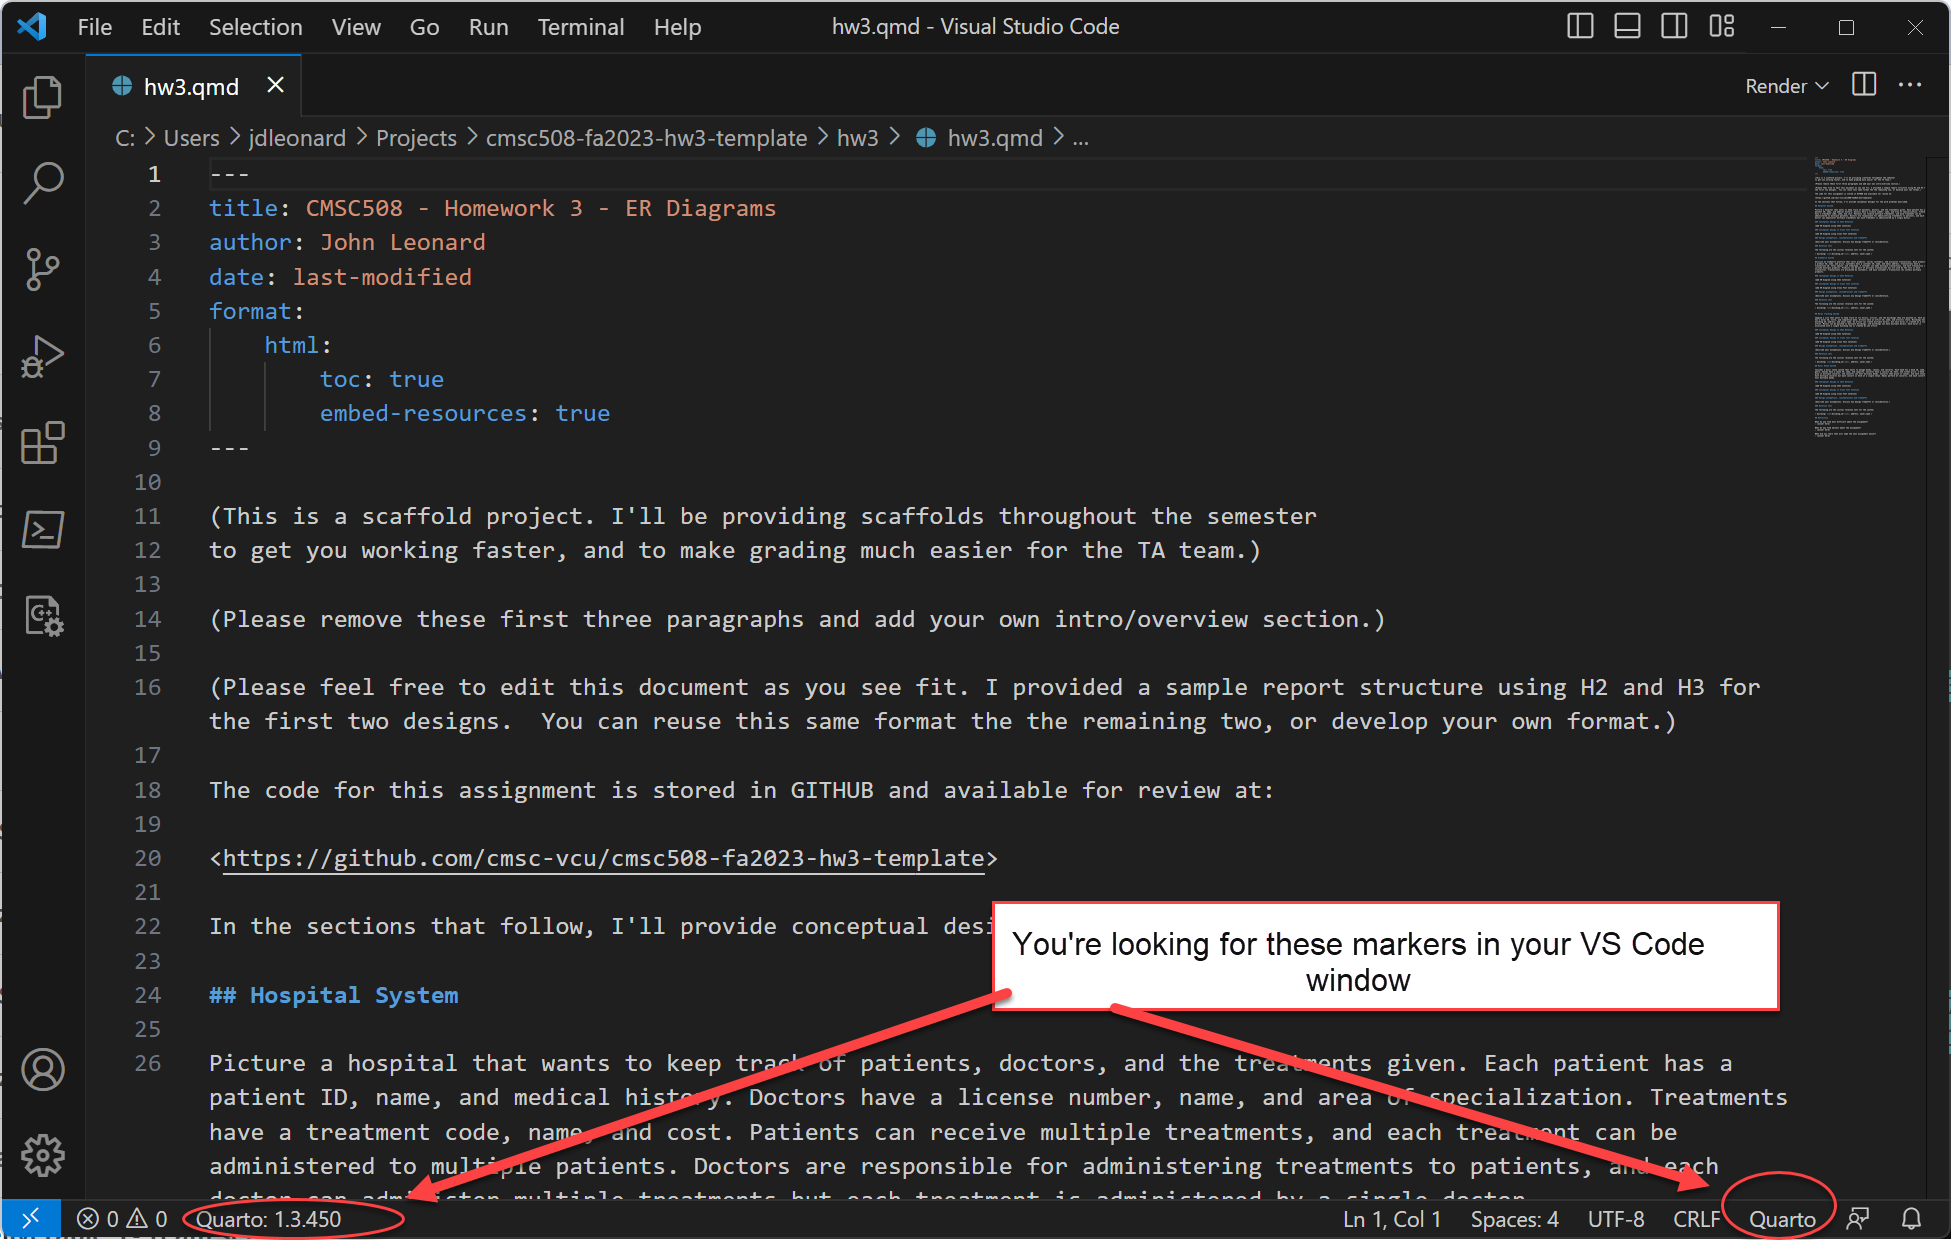 File Edit Selection View Go Run Terminal Help hw3.qmd - Visual Studio Code
hw3.qmd
Render
C: > Users > jdleonard > Projects > cmsc508-fa2023-hw3-template > hw3 > hw3.qmd > ...
1 ---
2 title: CMSC508 - Homework 3 - ER Diagrams
3 author: John Leonard
4 date: last-modified
5 format:
6 html:
7 toc: true
8 embed-resources: true
9 ---
10
11 (This is a scaffold project. I'll be providing scaffolds throughout the semester
12 to get you working faster, and to make grading much easier for the TA team.)
13
14 (Please remove these first three paragraphs and add your own intro/overview section.)
15
16 (Please feel free to edit this document as you see fit. I provided a sample report structure using H2 and H3 for
the first two designs.  You can reuse this same format the the remaining two, or develop your own format.)
17
18 The code for this assignment is stored in GITHUB and available for review at:
19
20 <https://github.com/cmsc-vcu/cmsc508-fa2023-hw3-template>
21
22 In the sections that follow, I'll provide conceptual desi
23
You're looking for these markers in your VS Code
window
24 ## Hospital System
25
26 Picture a hospital that wants to keep track of patients, doctors, and the treatments given. Each patient has a
patient ID, name, and medical history. Doctors have a license number, name, and area of specialization. Treatments
have a treatment code, name, and cost. Patients can receive multiple treatments, and each treatment can be
administered to multiple patients. Doctors are responsible for administering treatments to patients, and each
doctor can administer multiple treatments but each treatment is administered by a single doctor.
0 0 Quarto: 1.3.450 Ln 1, Col 1 Spaces: 4 UTF-8 CRLF Quarto